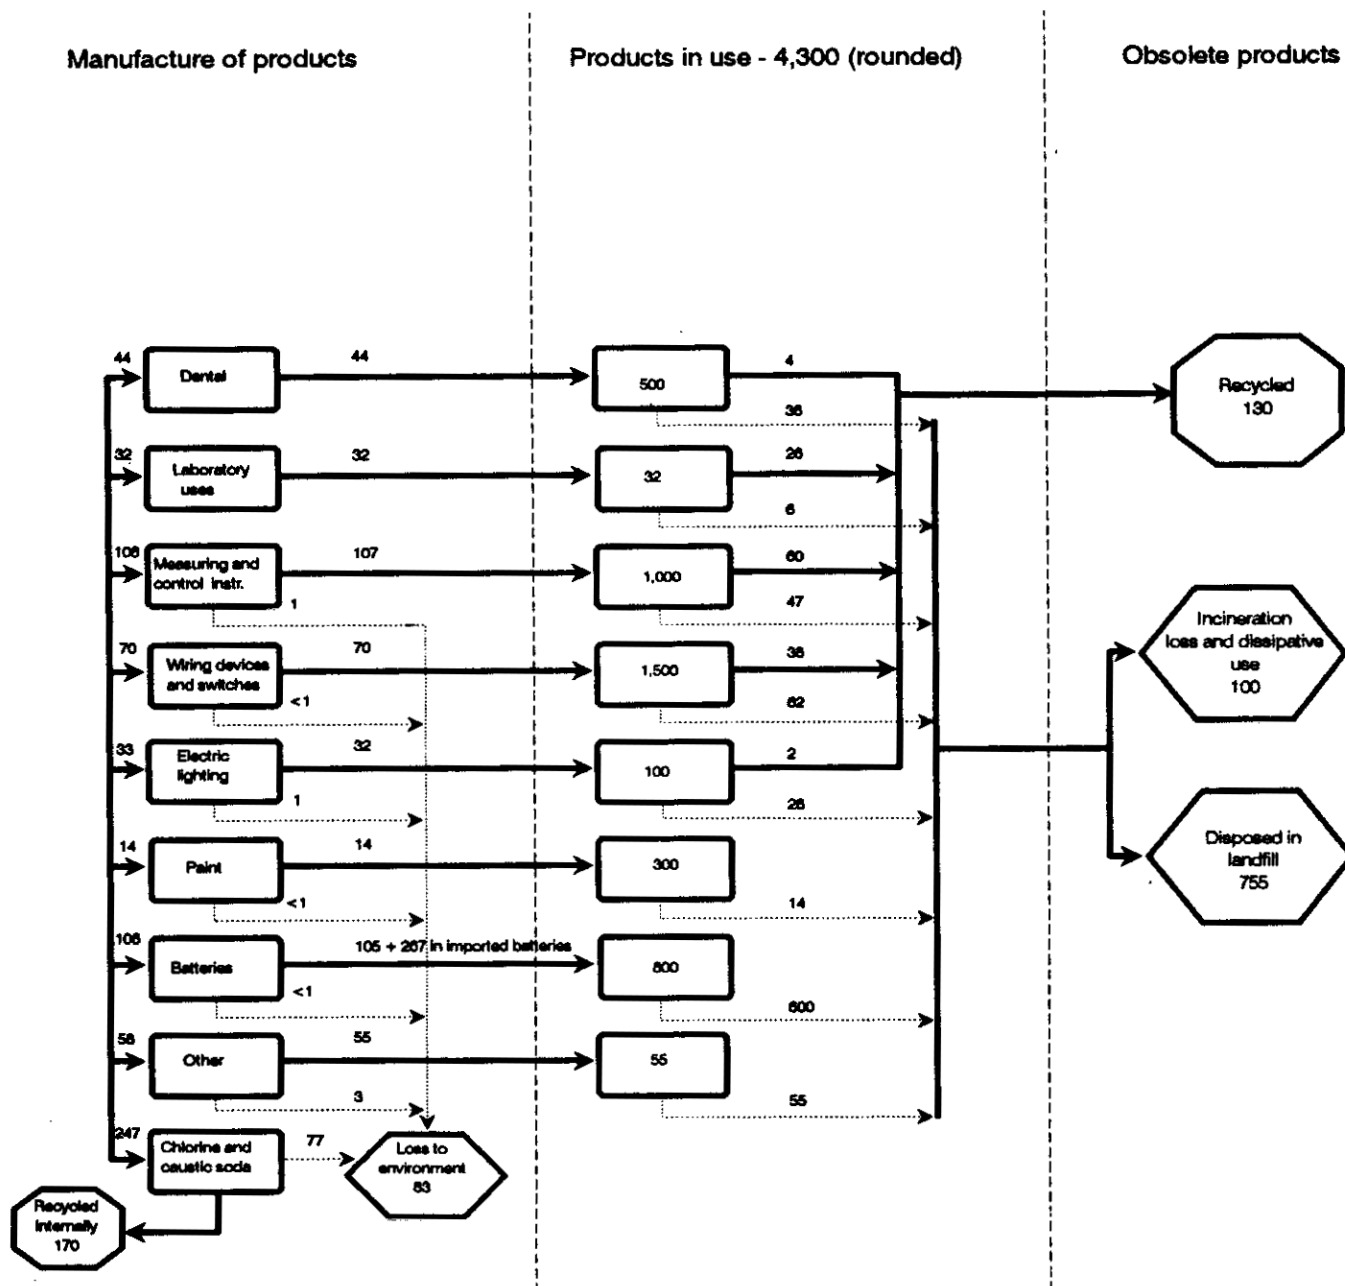 Manufacture of products
Products in use - 4,300 (rounded)
Obsolete products
44
Dental
44
500
4
36
Recycled
130
32
Laboratory
uses
32
32
26
6
108
Measuring and
control instr.
107
1
1,000
60
47
Incineration
loss and dissipative
use
100
70
Wiring devices
and switches
70
<1
1,500
38
62
33
Electric
lighting
32
1
100
2
28
Disposed in
landfill
755
14
Paint
14
<1
300
14
106
Batteries
105 + 267 in imported batteries
<1
800
600
58
Other
55
3
55
55
247
Chlorine and
caustic soda
77
Loss to
environment
83
Recycled
internally
170